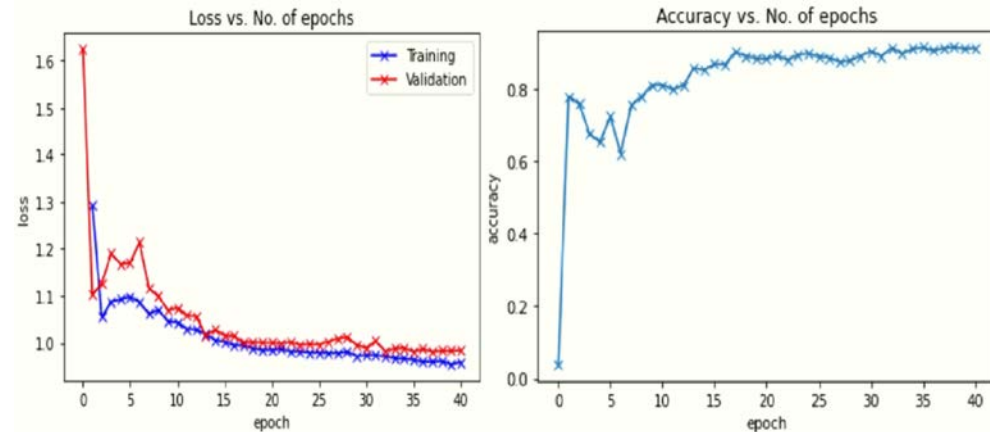 Loss vs. No. of epochs
1.6
1.5
1.4
1.3
1.2
1.1
1.0
loss
Training
Validation
0 5 10 15 20 25 30 35 40
epoch
Accuracy vs. No. of epochs
0.8
0.6
0.4
0.2
0.0
accuracy
0 5 10 15 20 25 30 35 40
epoch